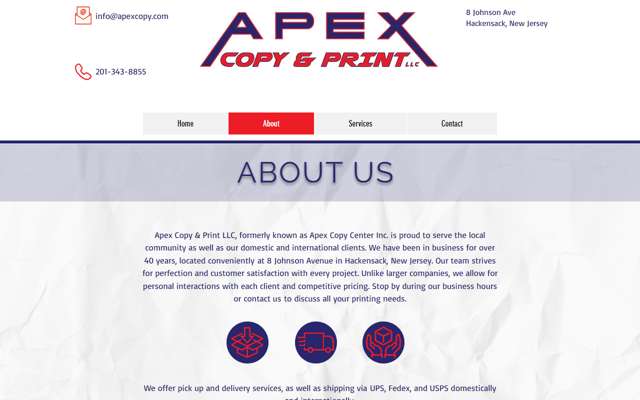 info@apexcopy.com
201-343-8855
APEX
COPY & PRINT LLC
8 Johnson Ave
Hackensack, New Jersey
Home
About
Services
Contact
ABOUT US
Apex Copy & Print LLC, formerly known as Apex Copy Center Inc. is proud to serve the local
community as well as our domestic and international clients. We have been in business for over
40 years, located conveniently at 8 Johnson Avenue in Hackensack, New Jersey. Our team strives
for perfection and customer satisfaction with every project. Unlike larger companies, we allow for
personal interactions with each client and competitive pricing. Stop by during our business hours
or contact us to discuss all your printing needs.
We offer pick up and delivery services, as well as shipping via UPS, Fedex, and USPS domestically
and internationally